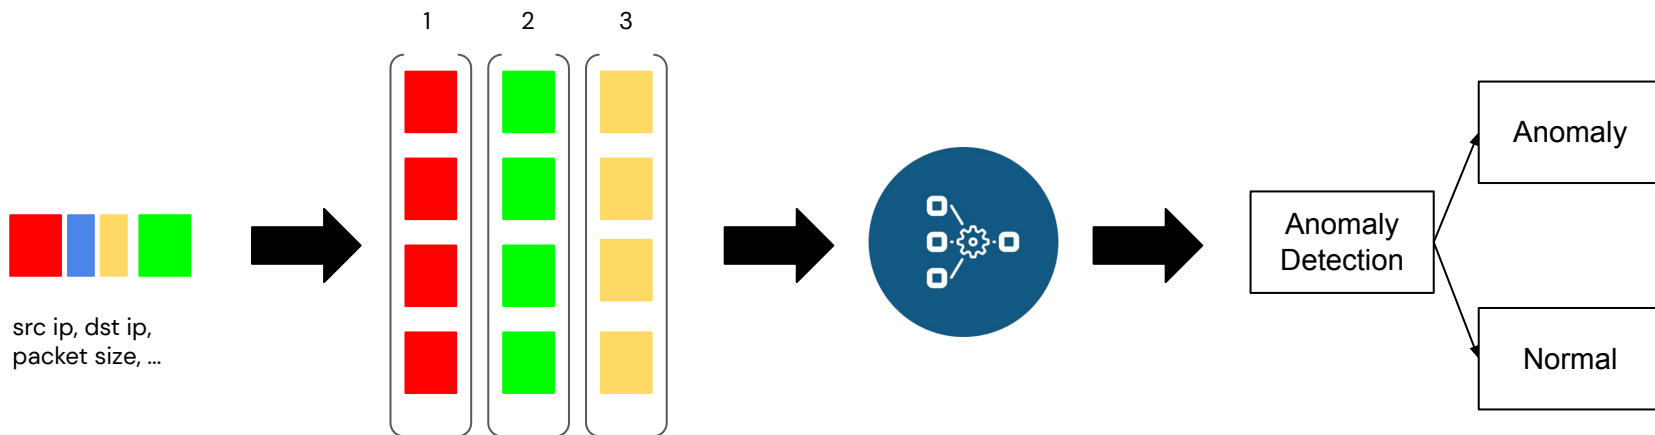 1
2
3
src ip, dst ip,
packet size, ...
Anomaly
Detection
Anomaly
Normal